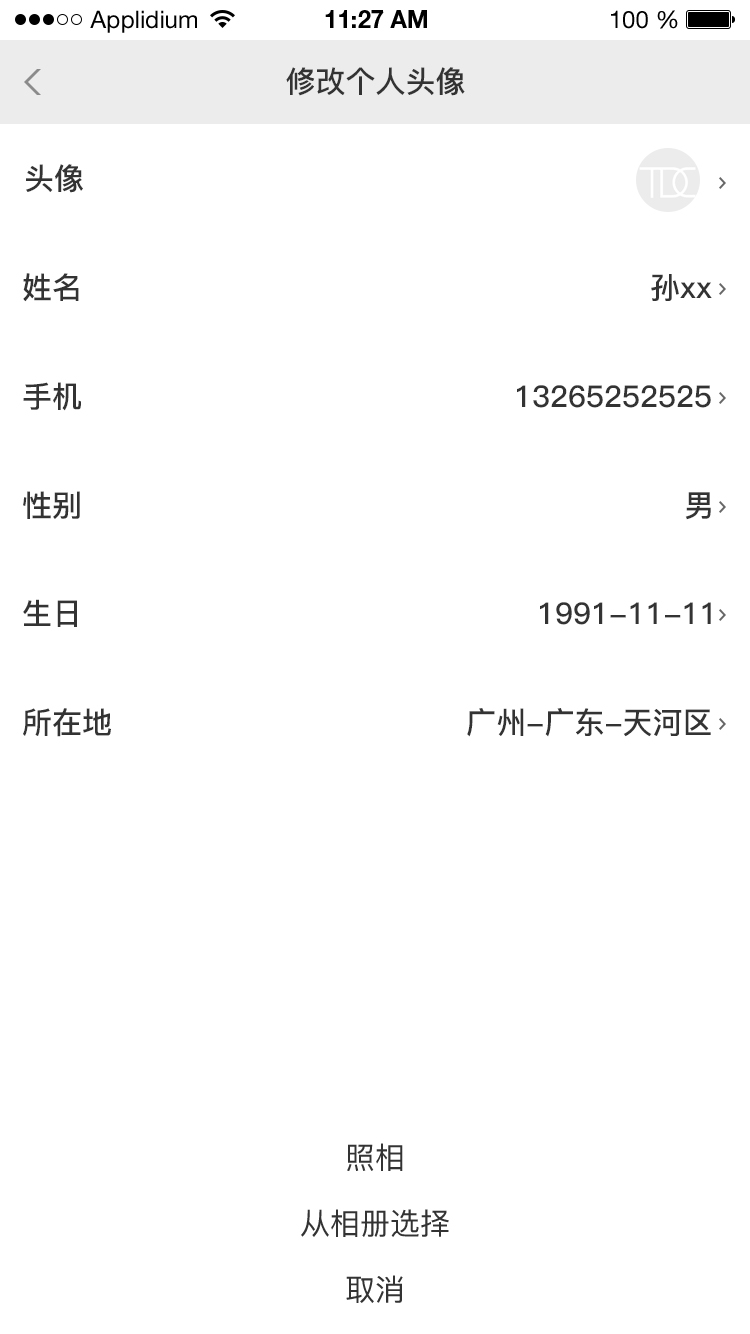 Applidium 11:27 AM 100 %
修改个人头像
头像 TDC
姓名 孙xx
手机 13265252525
性别 男
生日 1991-11-11
所在地 广州-广东-天河区
照相
从相册选择
取消